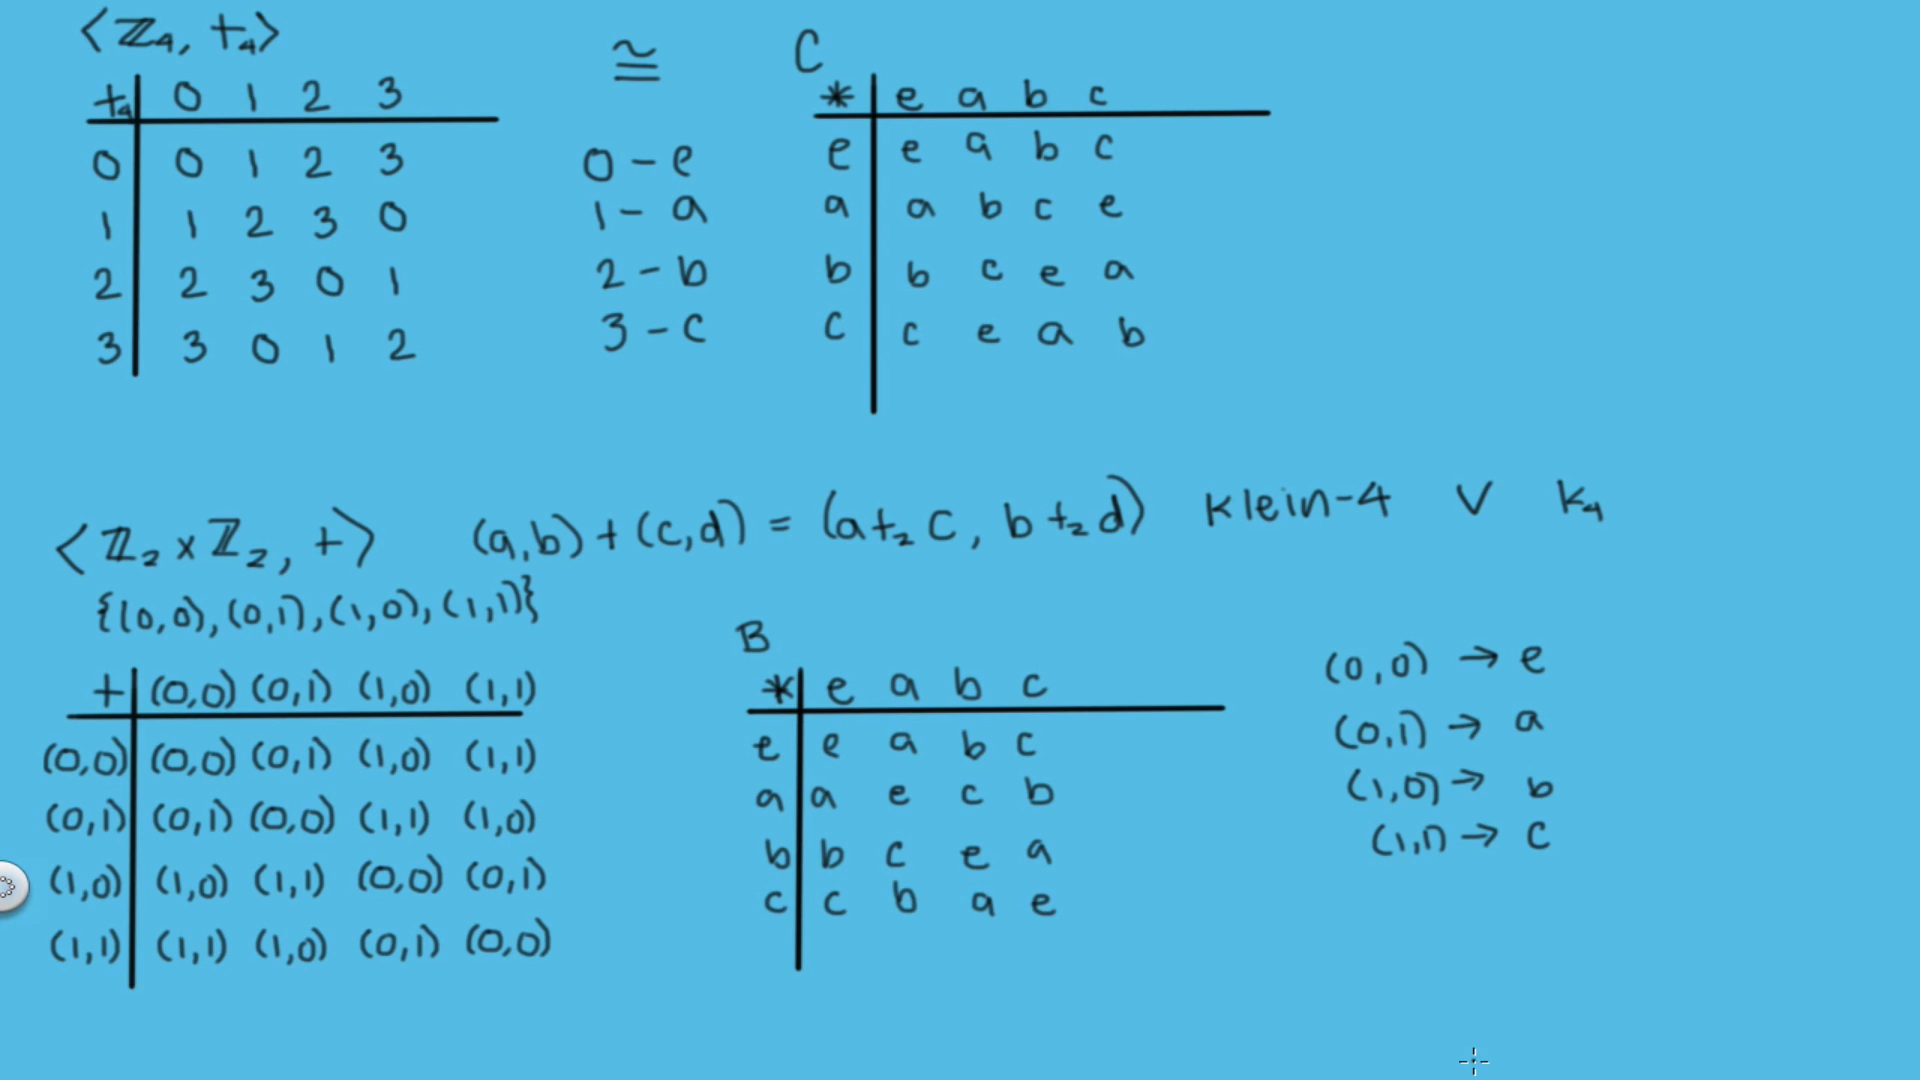 ⟨ℤ₄, +₄⟩
+₄ 0 1 2 3
0 0 1 2 3
1 1 2 3 0
2 2 3 0 1
3 3 0 1 2
≅
0 - e
1 - a
2 - b
3 - c
C
* e a b c
e e a b c
a a b c e
b b c e a
c c e a b
⟨ℤ₂ x ℤ₂, +⟩ (a,b) + (c,d) = (a +₂ c, b +₂ d) klein-4 V k₄
{(0,0), (0,1), (1,0), (1,1)}
+ (0,0) (0,1) (1,0) (1,1)
(0,0) (0,0) (0,1) (1,0) (1,1)
(0,1) (0,1) (0,0) (1,1) (1,0)
(1,0) (1,0) (1,1) (0,0) (0,1)
(1,1) (1,1) (1,0) (0,1) (0,0)
B
* e a b c
e e a b c
a a e c b
b b c e a
c c b a e
(0,0) → e
(0,1) → a
(1,0) → b
(1,1) → c